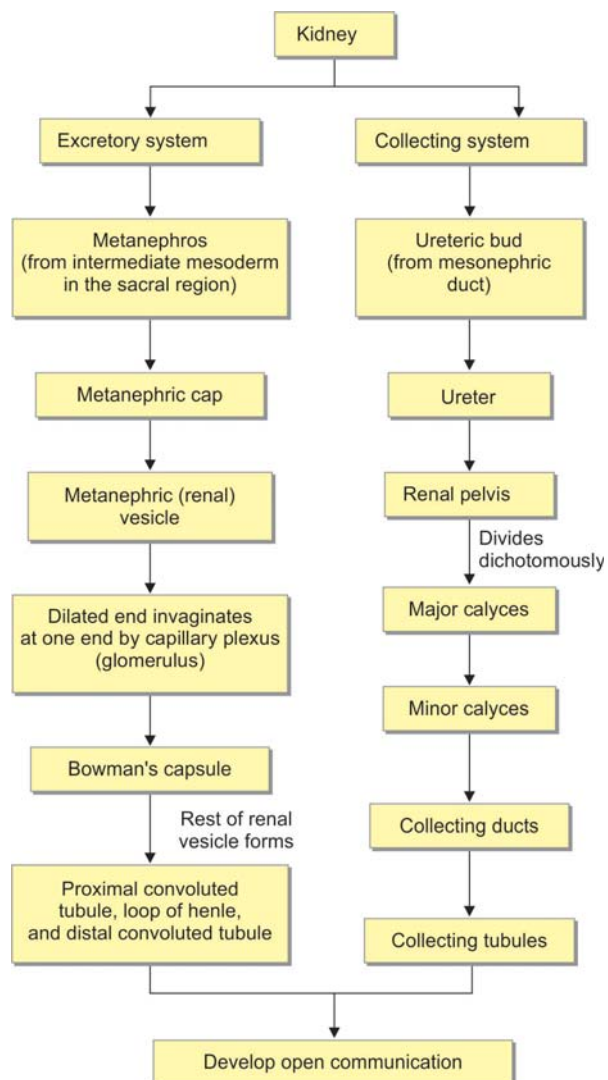 Kidney
Excretory system
Collecting system
Metanephros
(from intermediate mesoderm
in the sacral region)
Ureteric bud
(from mesonephric
duct)
Metanephric cap
Ureter
Metanephric (renal)
vesicle
Renal pelvis
Divides
dichotomously
Dilated end invaginates
at one end by capillary plexus
(glomerulus)
Major calyces
Minor calyces
Bowman's capsule
Rest of renal
vesicle forms
Collecting ducts
Proximal convoluted
tubule, loop of henle,
and distal convoluted tubule
Collecting tubules
Develop open communication